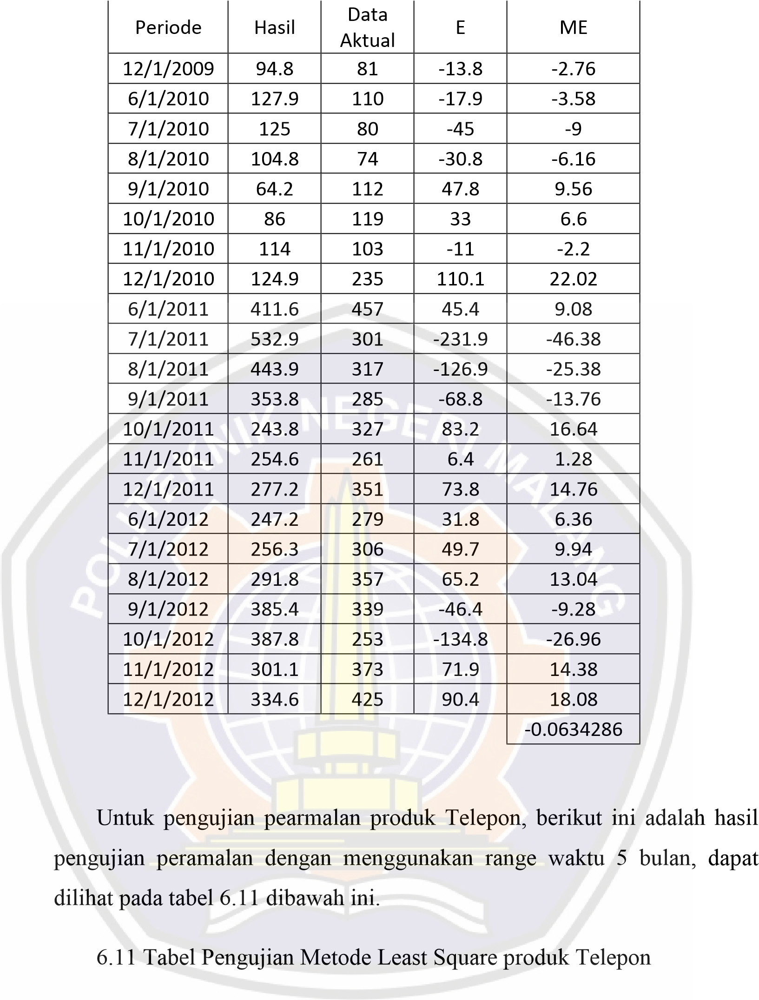 Periode Hasil Data Aktual E ME
12/1/2009 94.8 81 -13.8 -2.76
6/1/2010 127.9 110 -17.9 -3.58
7/1/2010 125 80 -45 -9
8/1/2010 104.8 74 -30.8 -6.16
9/1/2010 64.2 112 47.8 9.56
10/1/2010 86 119 33 6.6
11/1/2010 114 103 -11 -2.2
12/1/2010 124.9 235 110.1 22.02
6/1/2011 411.6 457 45.4 9.08
7/1/2011 532.9 301 -231.9 -46.38
8/1/2011 443.9 317 -126.9 -25.38
9/1/2011 353.8 285 -68.8 -13.76
10/1/2011 243.8 327 83.2 16.64
11/1/2011 254.6 261 6.4 1.28
12/1/2011 277.2 351 73.8 14.76
6/1/2012 247.2 279 31.8 6.36
7/1/2012 256.3 306 49.7 9.94
8/1/2012 291.8 357 65.2 13.04
9/1/2012 385.4 339 -46.4 -9.28
10/1/2012 387.8 253 -134.8 -26.96
11/1/2012 301.1 373 71.9 14.38
12/1/2012 334.6 425 90.4 18.08
-0.0634286
POLITEKNIK NEGERI MALANG
Untuk pengujian pearmalan produk Telepon, berikut ini adalah hasil
pengujian peramalan dengan menggunakan range waktu 5 bulan, dapat
dilihat pada tabel 6.11 dibawah ini.
6.11 Tabel Pengujian Metode Least Square produk Telepon